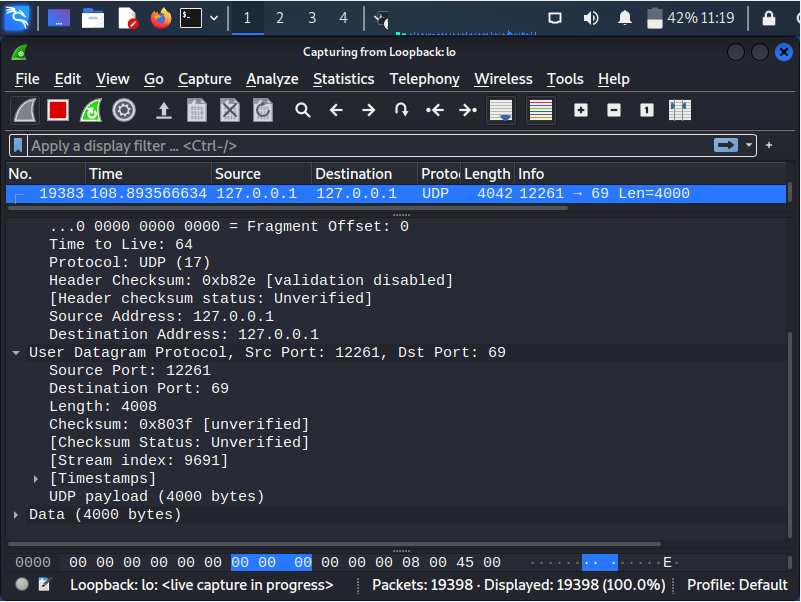 1 2 3 4 42% 11:19
Capturing from Loopback: lo
File Edit View Go Capture Analyze Statistics Telephony Wireless Tools Help
Apply a display filter ... <Ctrl-/>
No. Time Source Destination Proto Length Info
19383 108.893566634 127.0.0.1 127.0.0.1 UDP 4042 12261 → 69 Len=4000
...0 0000 0000 0000 = Fragment Offset: 0
Time to Live: 64
Protocol: UDP (17)
Header Checksum: 0xb82e [validation disabled]
[Header checksum status: Unverified]
Source Address: 127.0.0.1
Destination Address: 127.0.0.1
User Datagram Protocol, Src Port: 12261, Dst Port: 69
Source Port: 12261
Destination Port: 69
Length: 4008
Checksum: 0x803f [unverified]
[Checksum Status: Unverified]
[Stream index: 9691]
[Timestamps]
UDP payload (4000 bytes)
Data (4000 bytes)
0000 00 00 00 00 00 00 00 00 00 00 00 00 08 00 45 00 ··············E·
Loopback: lo: <live capture in progress> Packets: 19398 · Displayed: 19398 (100.0%) Profile: Default